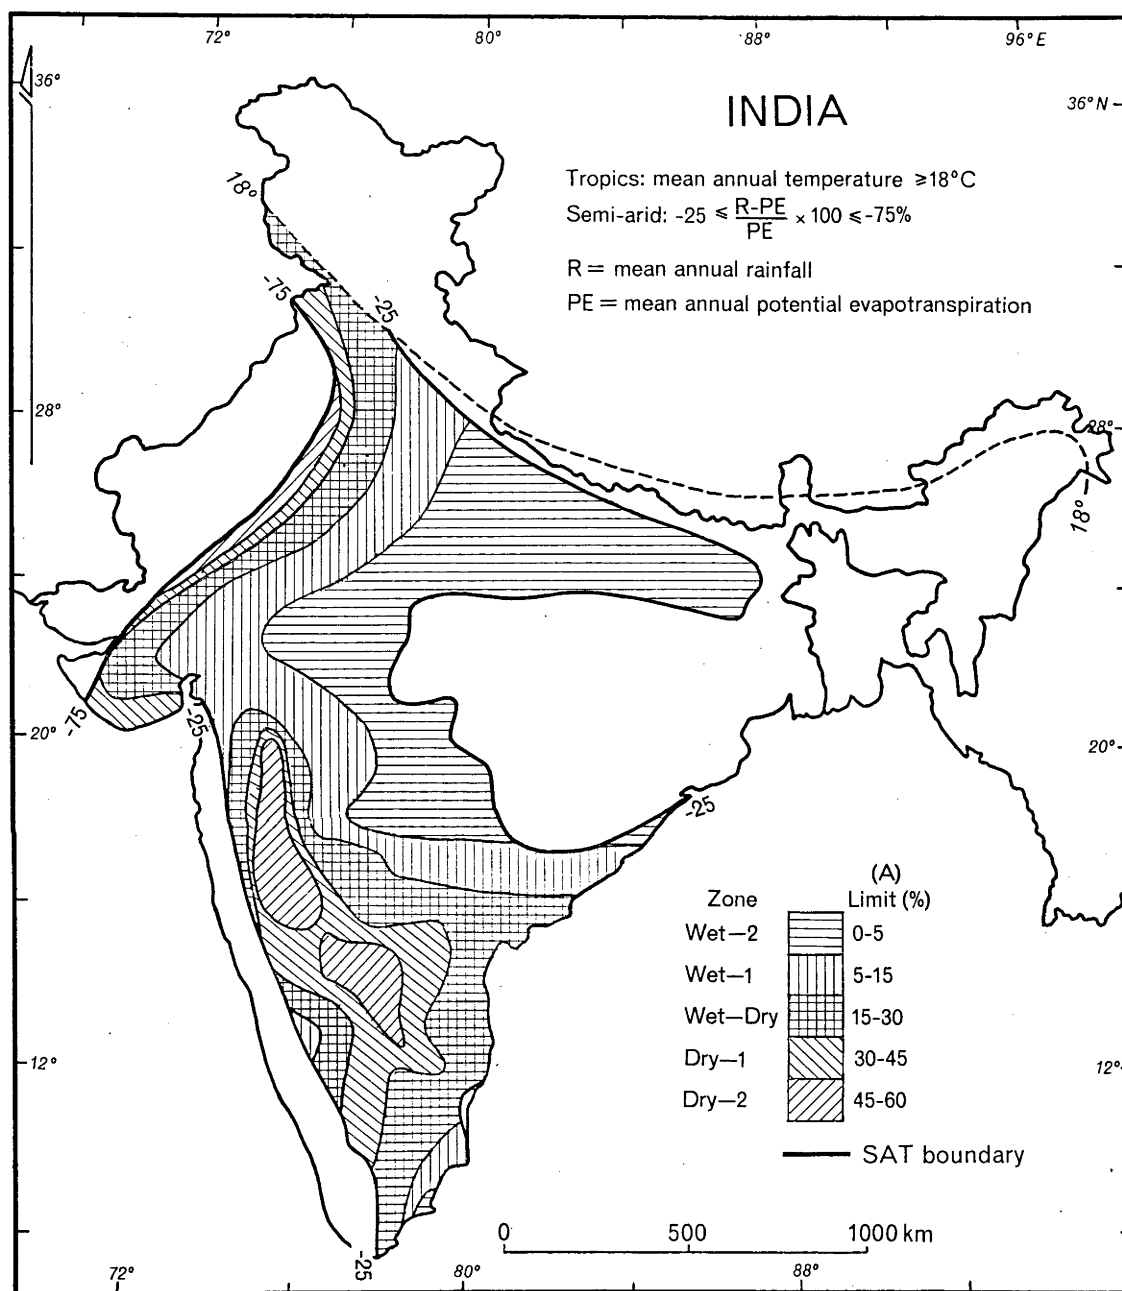 72° 80° 88° 96° E
36°
36° N
INDIA
Tropics: mean annual temperature ≥18°C
18°
Semi-arid: -25 ≤ R-PE/PE × 100 ≤ -75%
R = mean annual rainfall
-75
-25
PE = mean annual potential evapotranspiration
28°
28°
18°
-75
-25
20°
20°
-25
(A)
Zone Limit (%)
Wet—2 0-5
Wet—1 5-15
Wet—Dry 15-30
Dry—1 30-45
12°
12°
Dry—2 45-60
SAT boundary
0 500 1000 km
-25
72° 80° 88°